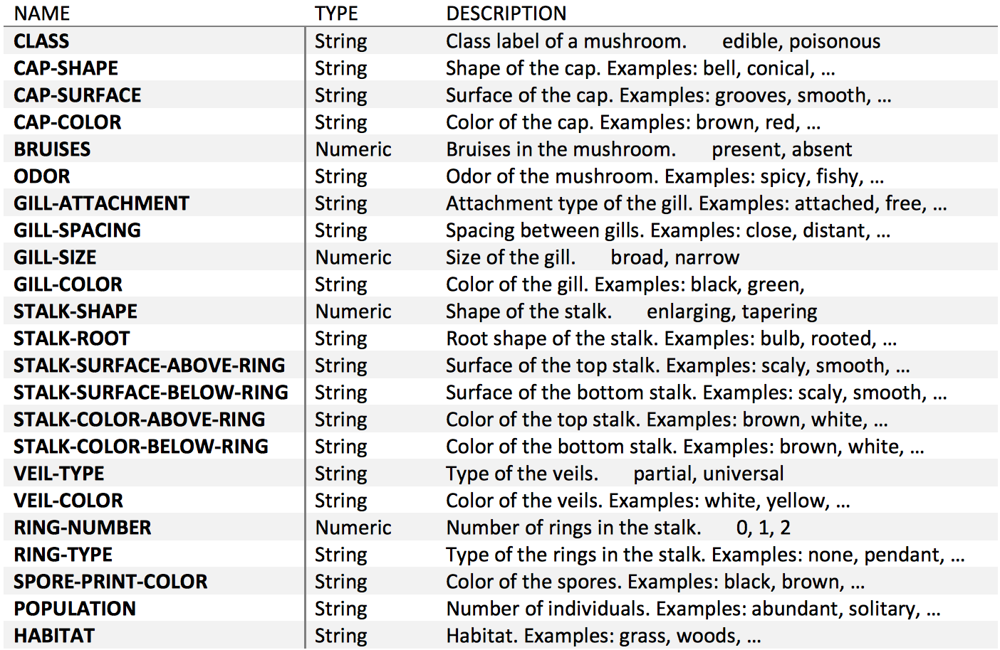 NAME TYPE DESCRIPTION
CLASS String Class label of a mushroom. edible, poisonous
CAP-SHAPE String Shape of the cap. Examples: bell, conical, ...
CAP-SURFACE String Surface of the cap. Examples: grooves, smooth, ...
CAP-COLOR String Color of the cap. Examples: brown, red, ...
BRUISES Numeric Bruises in the mushroom. present, absent
ODOR String Odor of the mushroom. Examples: spicy, fishy, ...
GILL-ATTACHMENT String Attachment type of the gill. Examples: attached, free, ...
GILL-SPACING String Spacing between gills. Examples: close, distant, ...
GILL-SIZE Numeric Size of the gill. broad, narrow
GILL-COLOR String Color of the gill. Examples: black, green,
STALK-SHAPE Numeric Shape of the stalk. enlarging, tapering
STALK-ROOT String Root shape of the stalk. Examples: bulb, rooted, ...
STALK-SURFACE-ABOVE-RING String Surface of the top stalk. Examples: scaly, smooth, ...
STALK-SURFACE-BELOW-RING String Surface of the bottom stalk. Examples: scaly, smooth, ...
STALK-COLOR-ABOVE-RING String Color of the top stalk. Examples: brown, white, ...
STALK-COLOR-BELOW-RING String Color of the bottom stalk. Examples: brown, white, ...
VEIL-TYPE String Type of the veils. partial, universal
VEIL-COLOR String Color of the veils. Examples: white, yellow, ...
RING-NUMBER Numeric Number of rings in the stalk. 0, 1, 2
RING-TYPE String Type of the rings in the stalk. Examples: none, pendant, ...
SPORE-PRINT-COLOR String Color of the spores. Examples: black, brown, ...
POPULATION String Number of individuals. Examples: abundant, solitary, ...
HABITAT String Habitat. Examples: grass, woods, ...